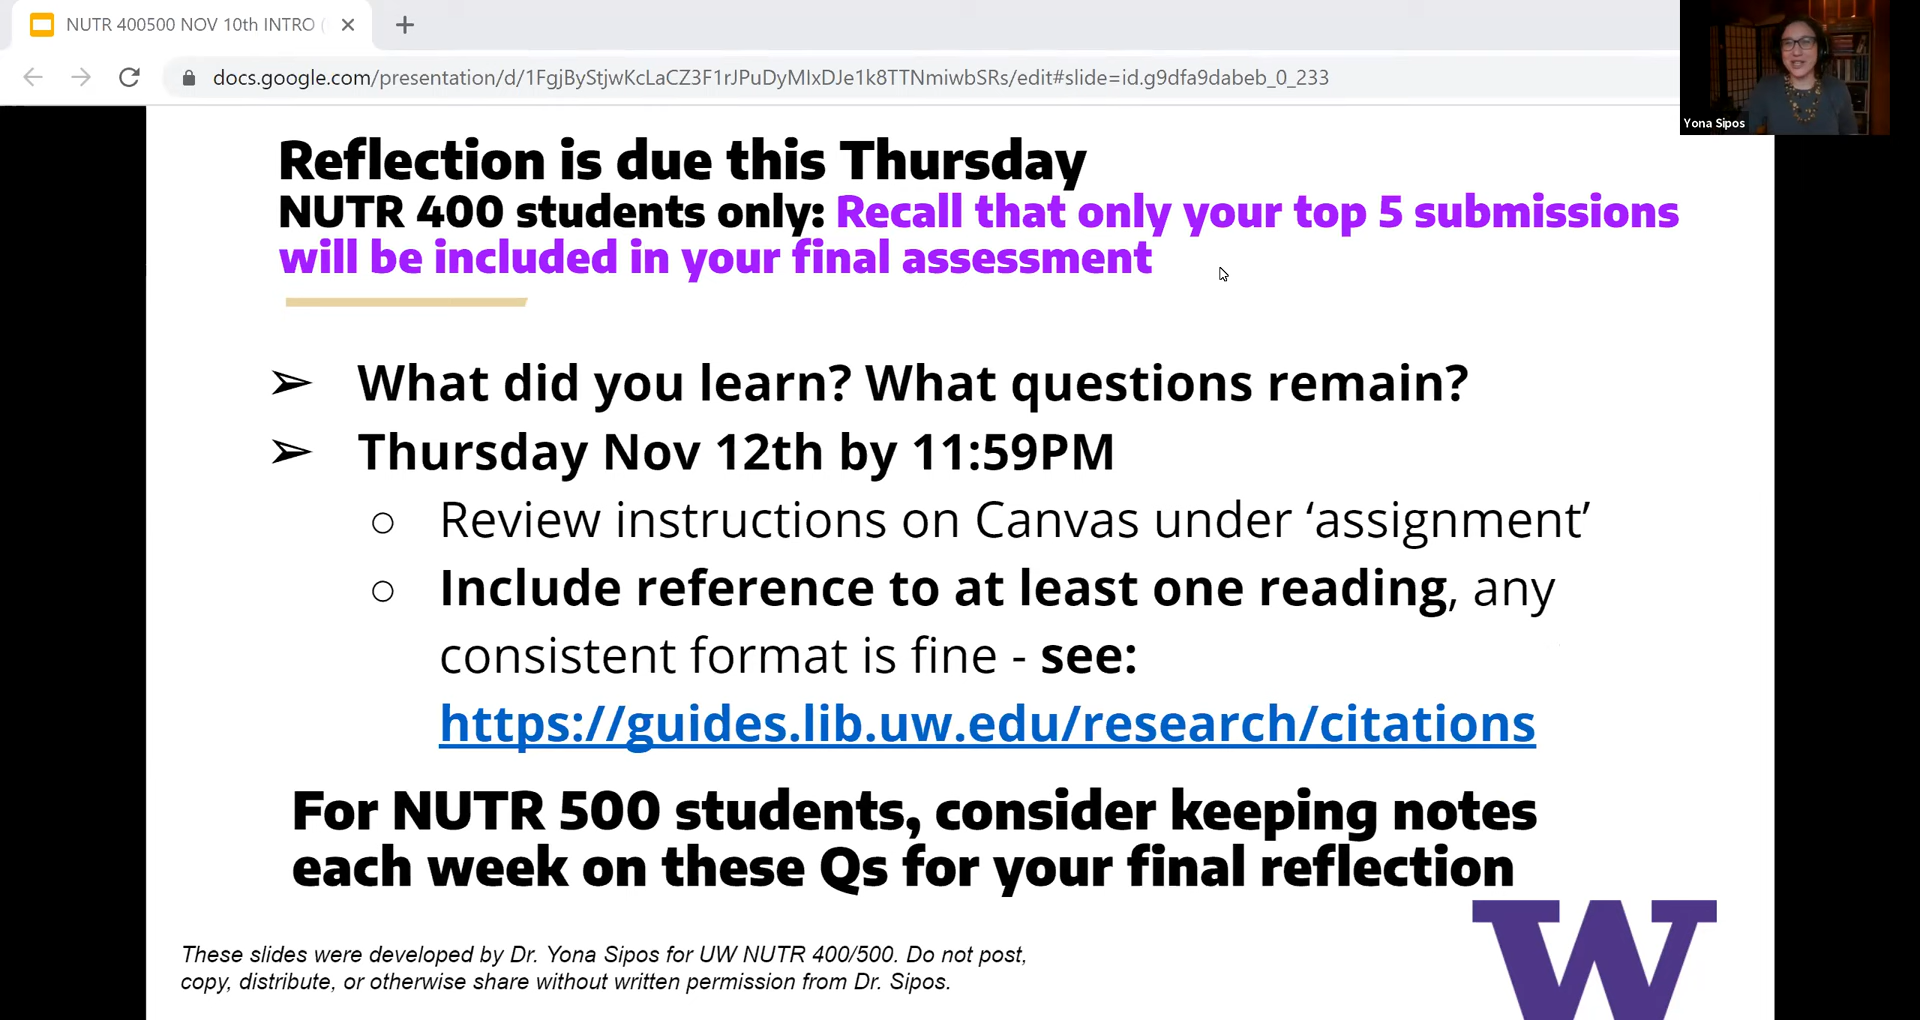 NUTR 400500 NOV 10th INTRO (
docs.google.com/presentation/d/1FgjByStjwKcLaCZ3F1rJPuDyMIxDJe1k8TTNmiwbSRs/edit#slide=id.g9dfa9dabeb_0_233
Yona Sipos
Reflection is due this Thursday
NUTR 400 students only: Recall that only your top 5 submissions
will be included in your final assessment
➢ What did you learn? What questions remain?
➢ Thursday Nov 12th by 11:59PM
○ Review instructions on Canvas under ‘assignment’
○ Include reference to at least one reading, any
consistent format is fine - see:
https://guides.lib.uw.edu/research/citations
For NUTR 500 students, consider keeping notes
each week on these Qs for your final reflection
These slides were developed by Dr. Yona Sipos for UW NUTR 400/500. Do not post,
copy, distribute, or otherwise share without written permission from Dr. Sipos.
W